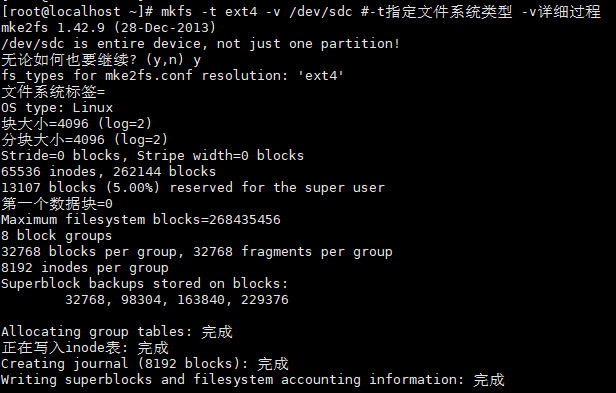 [root@localhost ~]# mkfs -t ext4 -v /dev/sdc #-t指定文件系统类型 -v详细过程
mke2fs 1.42.9 (28-Dec-2013)
/dev/sdc is entire device, not just one partition!
无论如何也要继续? (y,n) y
fs_types for mke2fs.conf resolution: 'ext4'
文件系统标签=
OS type: Linux
块大小=4096 (log=2)
分块大小=4096 (log=2)
Stride=0 blocks, Stripe width=0 blocks
65536 inodes, 262144 blocks
13107 blocks (5.00%) reserved for the super user
第一个数据块=0
Maximum filesystem blocks=268435456
8 block groups
32768 blocks per group, 32768 fragments per group
8192 inodes per group
Superblock backups stored on blocks:
32768, 98304, 163840, 229376
Allocating group tables: 完成
正在写入inode表: 完成
Creating journal (8192 blocks): 完成
Writing superblocks and filesystem accounting information: 完成